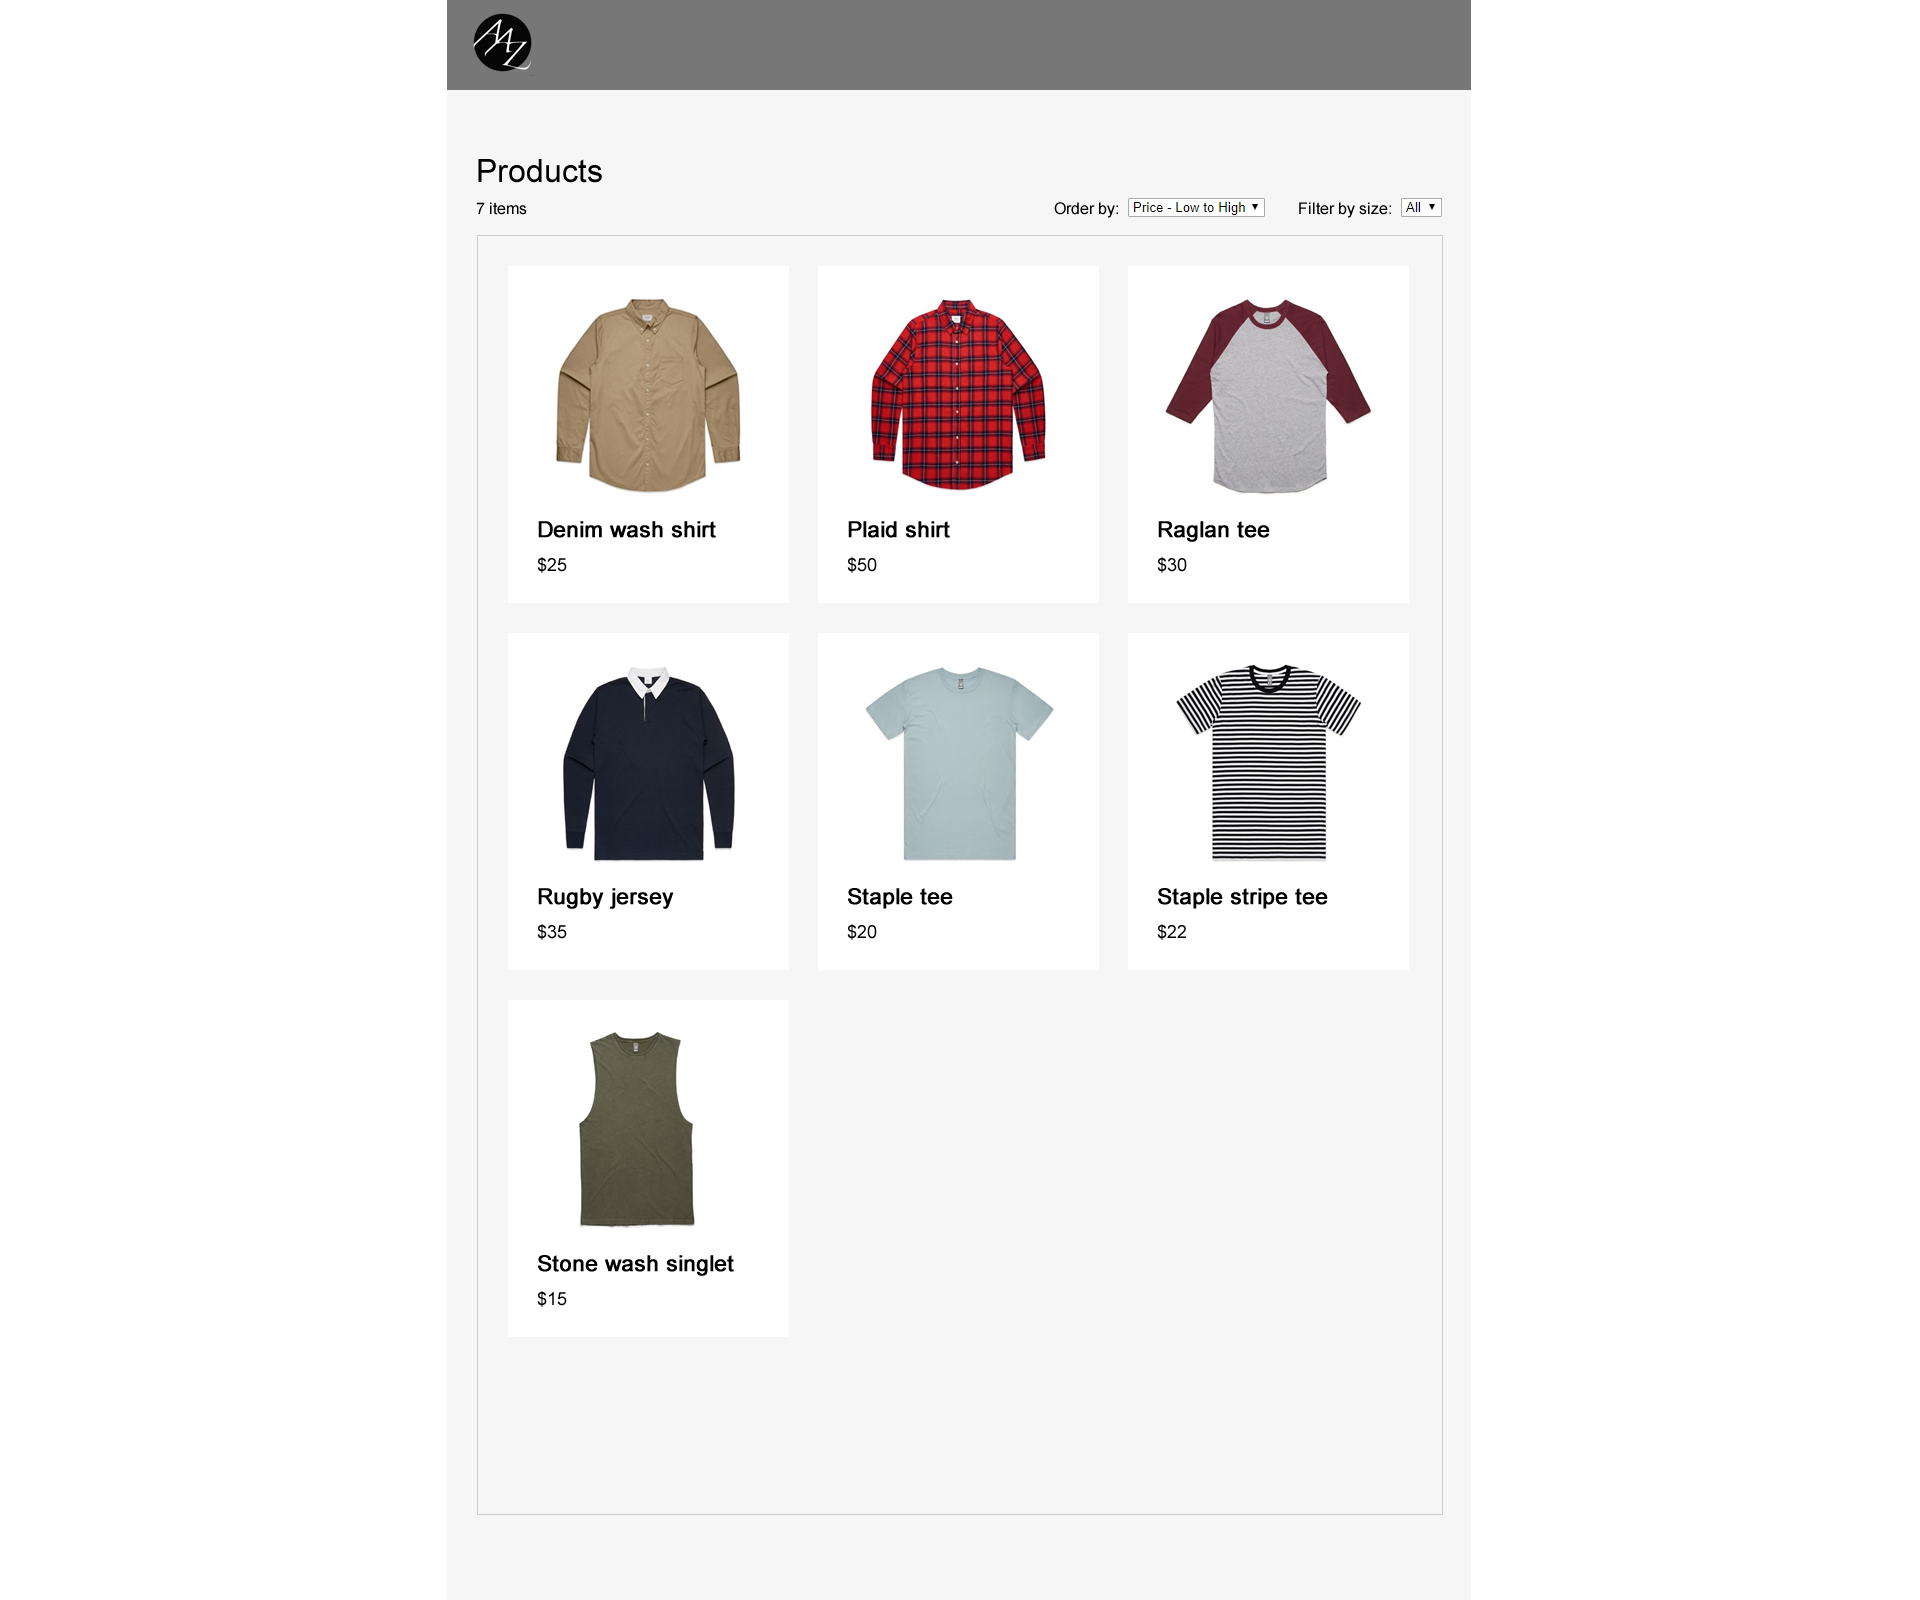 AAL
Products
7 items
Order by: Price - Low to High Filter by size: All
Denim wash shirt
$25
Plaid shirt
$50
Raglan tee
$30
Rugby jersey
$35
Staple tee
$20
Staple stripe tee
$22
Stone wash singlet
$15